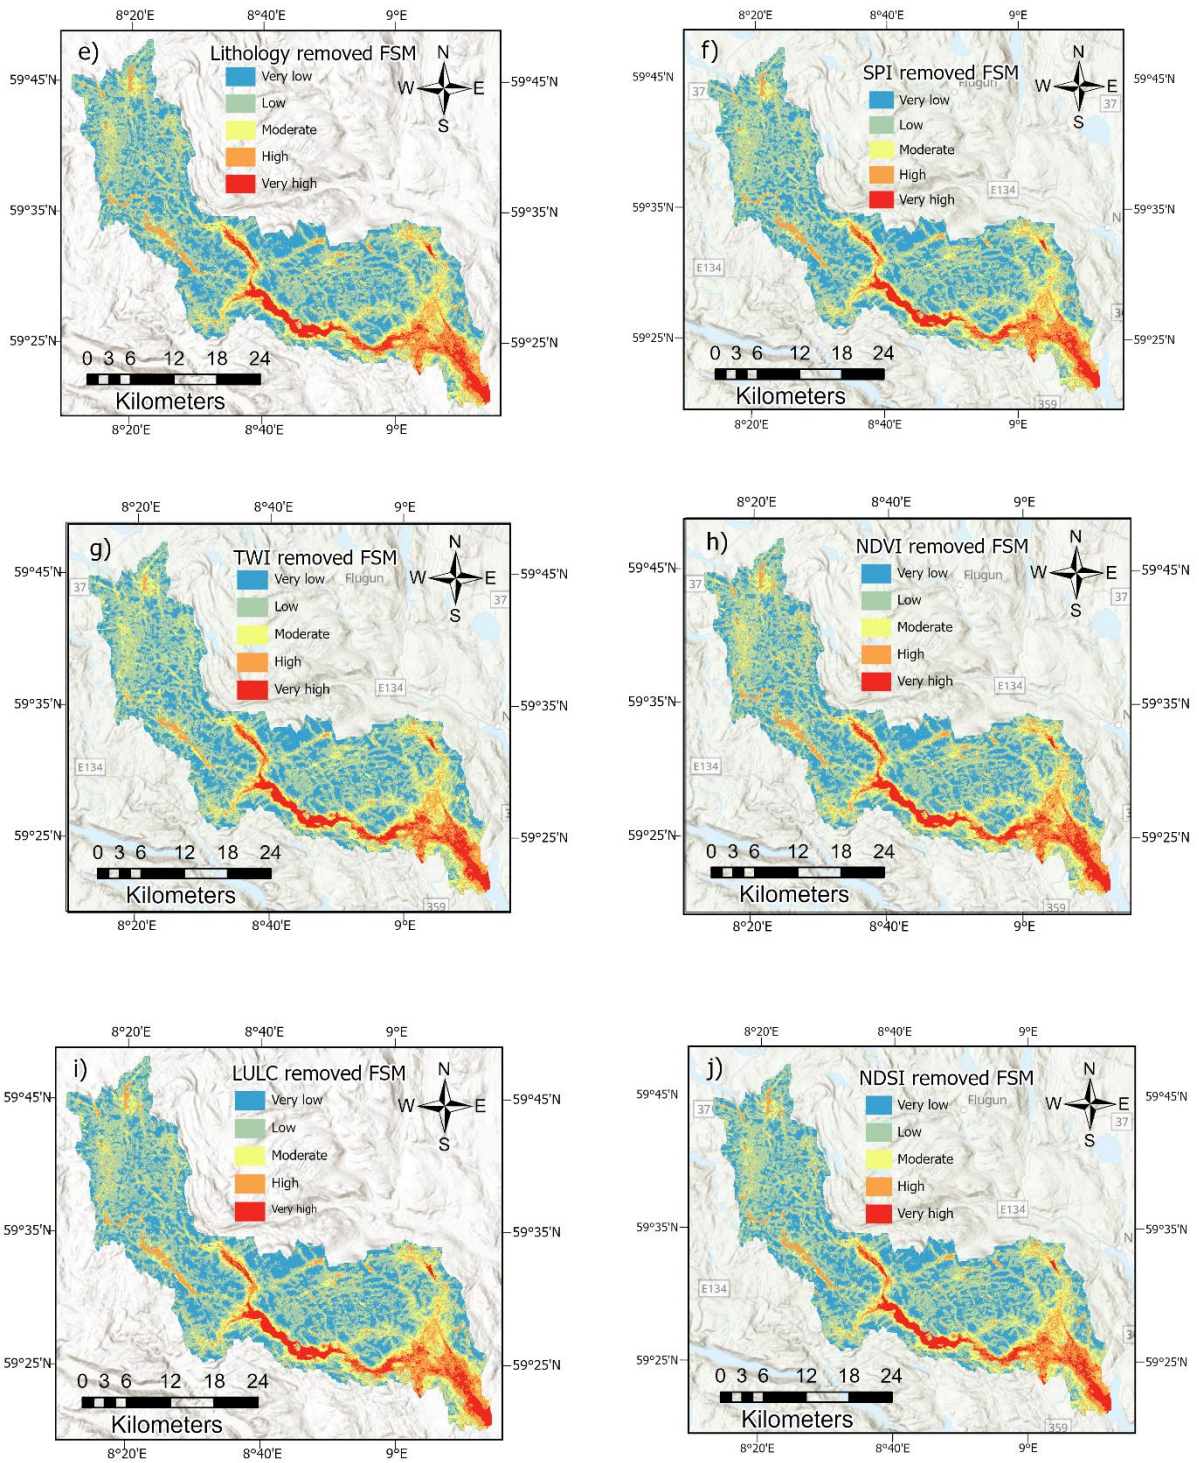 8°20'E 8°40'E 9°E
e)
Lithology removed FSM
Very low
Low
Moderate
High
Very high
N
W E
S
59°45'N 59°45'N
59°35'N 59°35'N
59°25'N 59°25'N
0 3 6 12 18 24
Kilometers
8°20'E 8°40'E 9°E
8°20'E 8°40'E 9°E
f)
SPI removed FSM
Flugun
Very low
Low
Moderate
High
Very high
N
W E
S
59°45'N 59°45'N
37 37
E134
59°35'N 59°35'N
N
E134
59°25'N 59°25'N
0 3 6 12 18 24
Kilometers
359
8°20'E 8°40'E 9°E
8°20'E 8°40'E 9°E
g)
TWI removed FSM
Very low Flugun
Low
Moderate
High
Very high
N
W E
S
59°45'N 59°45'N
37 37
E134
59°35'N 59°35'N
N
E134
59°25'N 59°25'N
0 3 6 12 18 24
Kilometers
359
8°20'E 8°40'E 9°E
8°20'E 8°40'E 9°E
h)
NDVI removed FSM
Very low Flugun
Low
Moderate
High
Very high
N
W E
S
59°45'N 59°45'N
37 37
E134
59°35'N 59°35'N
N
E134
59°25'N 59°25'N
0 3 6 12 18 24
Kilometers
359
8°20'E 8°40'E 9°E
8°20'E 8°40'E 9°E
i)
LULC removed FSM
Very low
Low
Moderate
High
Very high
N
W E
S
59°45'N 59°45'N
59°35'N 59°35'N
59°25'N 59°25'N
0 3 6 12 18 24
Kilometers
8°20'E 8°40'E 9°E
8°20'E 8°40'E 9°E
j)
NDSI removed FSM
Very low Flugun
Low
Moderate
High
Very high
N
W E
S
59°45'N 59°45'N
37 37
E134
59°35'N 59°35'N
N
E134
59°25'N 59°25'N
0 3 6 12 18 24
Kilometers
359
8°20'E 8°40'E 9°E